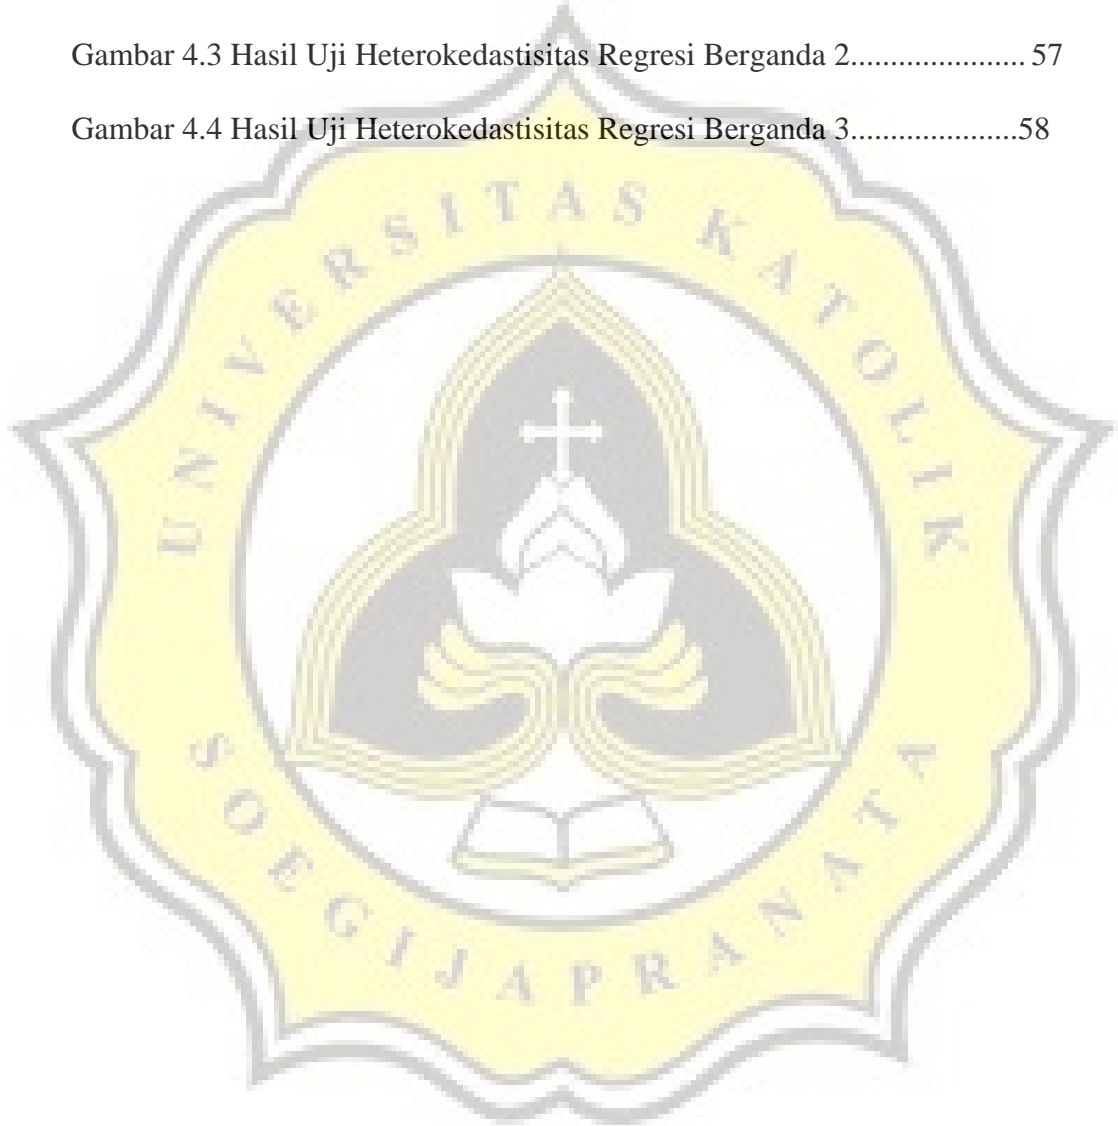 Gambar 4.3 Hasil Uji Heterokedastisitas Regresi Berganda 2..................... 57
Gambar 4.4 Hasil Uji Heterokedastisitas Regresi Berganda 3.....................58
UNIVERSITAS KATOLIK
SOEGIJAPRANATA